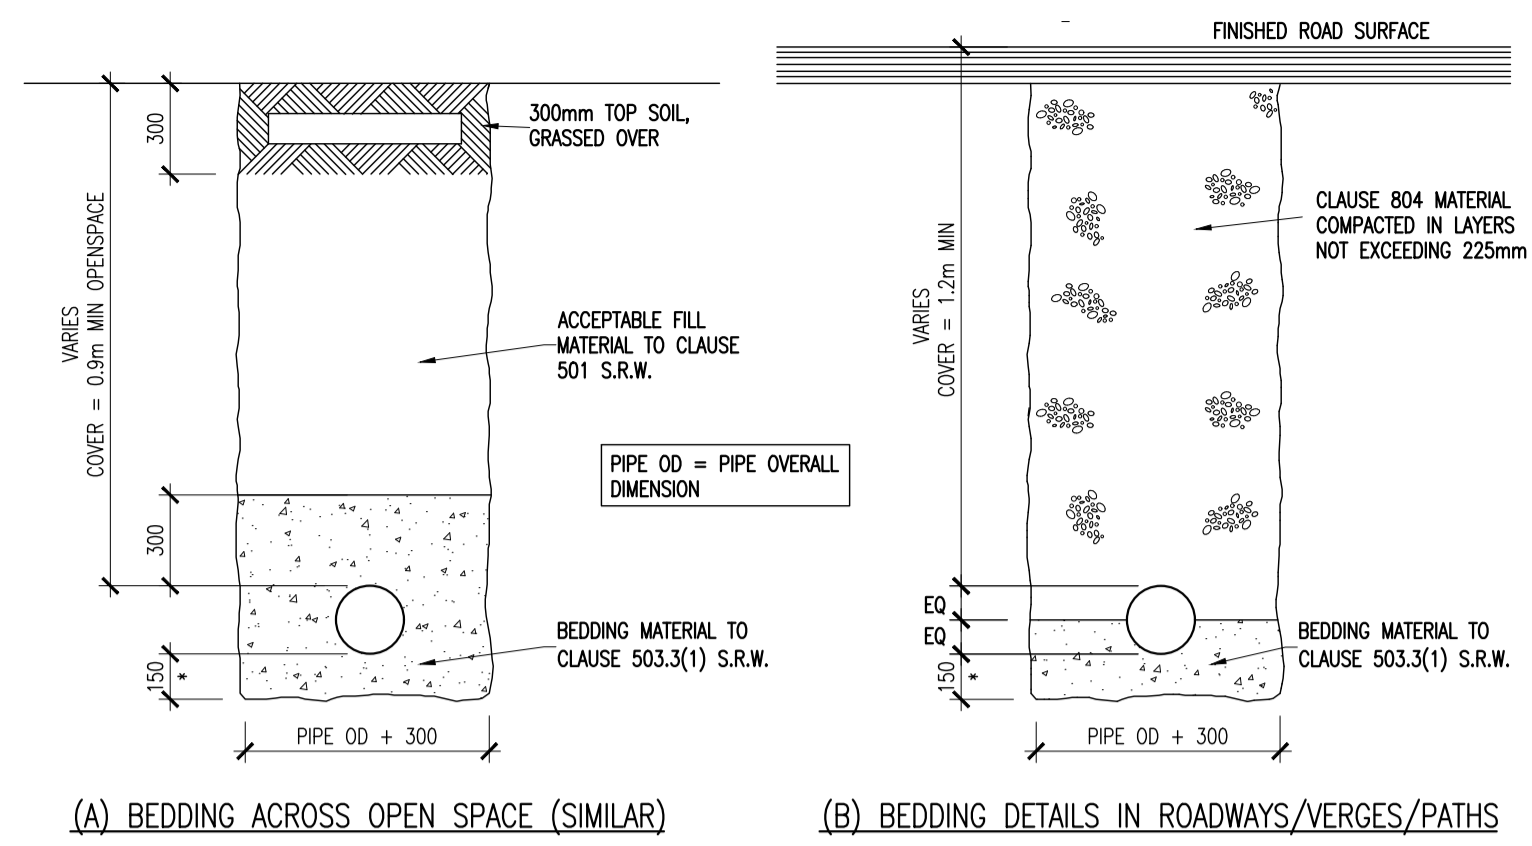 300
300mm TOP SOIL,
GRASSED OVER
VARIES
COVER = 0.9m MIN OPENSPACE
ACCEPTABLE FILL
MATERIAL TO CLAUSE
501 S.R.W.
300
BEDDING MATERIAL TO
CLAUSE 503.3(1) S.R.W.
150
*
PIPE OD + 300
(A) BEDDING ACROSS OPEN SPACE (SIMILAR)
PIPE OD = PIPE OVERALL
DIMENSION
FINISHED ROAD SURFACE
CLAUSE 804 MATERIAL
COMPACTED IN LAYERS
NOT EXCEEDING 225mm
VARIES
COVER = 1.2m MIN
EQ
EQ
150
*
BEDDING MATERIAL TO
CLAUSE 503.3(1) S.R.W.
PIPE OD + 300
(B) BEDDING DETAILS IN ROADWAYS/VERGES/PATHS